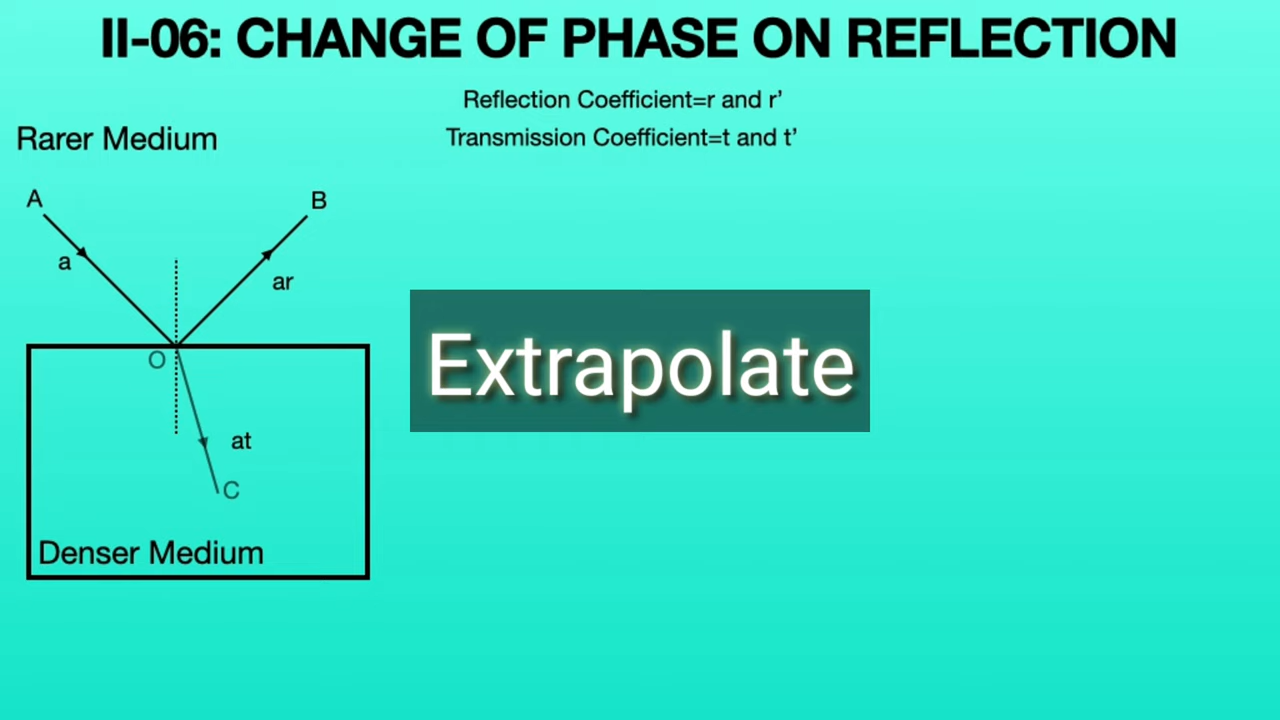 II-06: CHANGE OF PHASE ON REFLECTION
Reflection Coefficient=r and r’
Transmission Coefficient=t and t’
Rarer Medium
A
B
a
ar
Extrapolate
O
at
C
Denser Medium